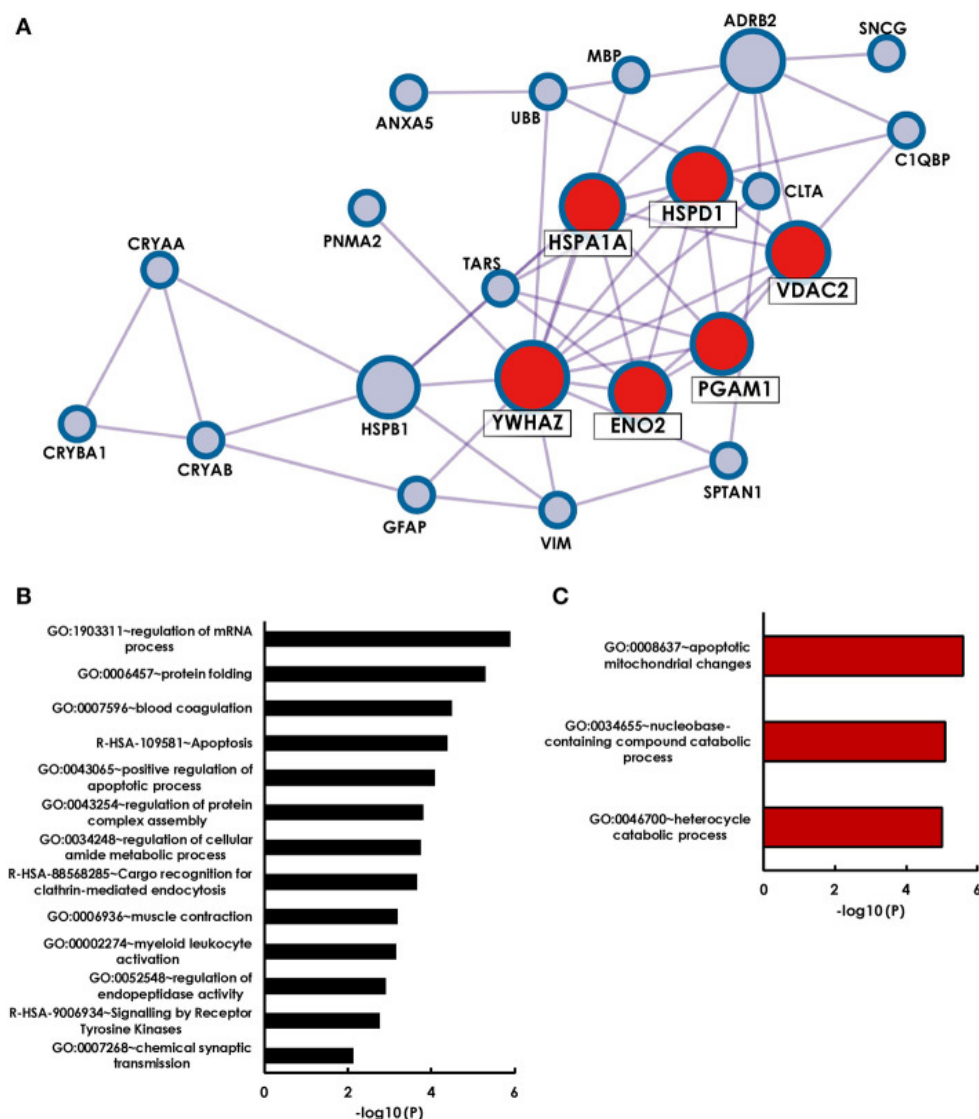 A
ADRB2
SNCG
MBP
ANXA5
UBB
C1QBP
CLTA
HSPD1
PNMA2
HSPA1A
CRYAA
TARS
VDAC2
PGAM1
HSPB1
YWHAZ
ENO2
CRYBA1
CRYAB
SPTAN1
GFAP
VIM
B
GO:1903311~regulation of mRNA
process
GO:0006457~protein folding
GO:0007596~blood coagulation
R-HSA-109581~Apoptosis
GO:0043065~positive regulation of
apoptotic process
GO:0043254~regulation of protein
complex assembly
GO:0034248~regulation of cellular
amide metabolic process
R-HSA-88568285~Cargo recognition for
clathrin-mediated endocytosis
GO:0006936~muscle contraction
GO:00002274~myeloid leukocyte
activation
GO:0052548~regulation of
endopeptidase activity
R-HSA-9006934~Signalling by Receptor
Tyrosine Kinases
GO:0007268~chemical synaptic
transmission
0 2 4 6
-log10 (P)
C
GO:0008637~apoptotic
mitochondrial changes
GO:0034655~nucleobase-
containing compound catabolic
process
GO:0046700~heterocycle
catabolic process
0 2 4 6
-log10 (P)